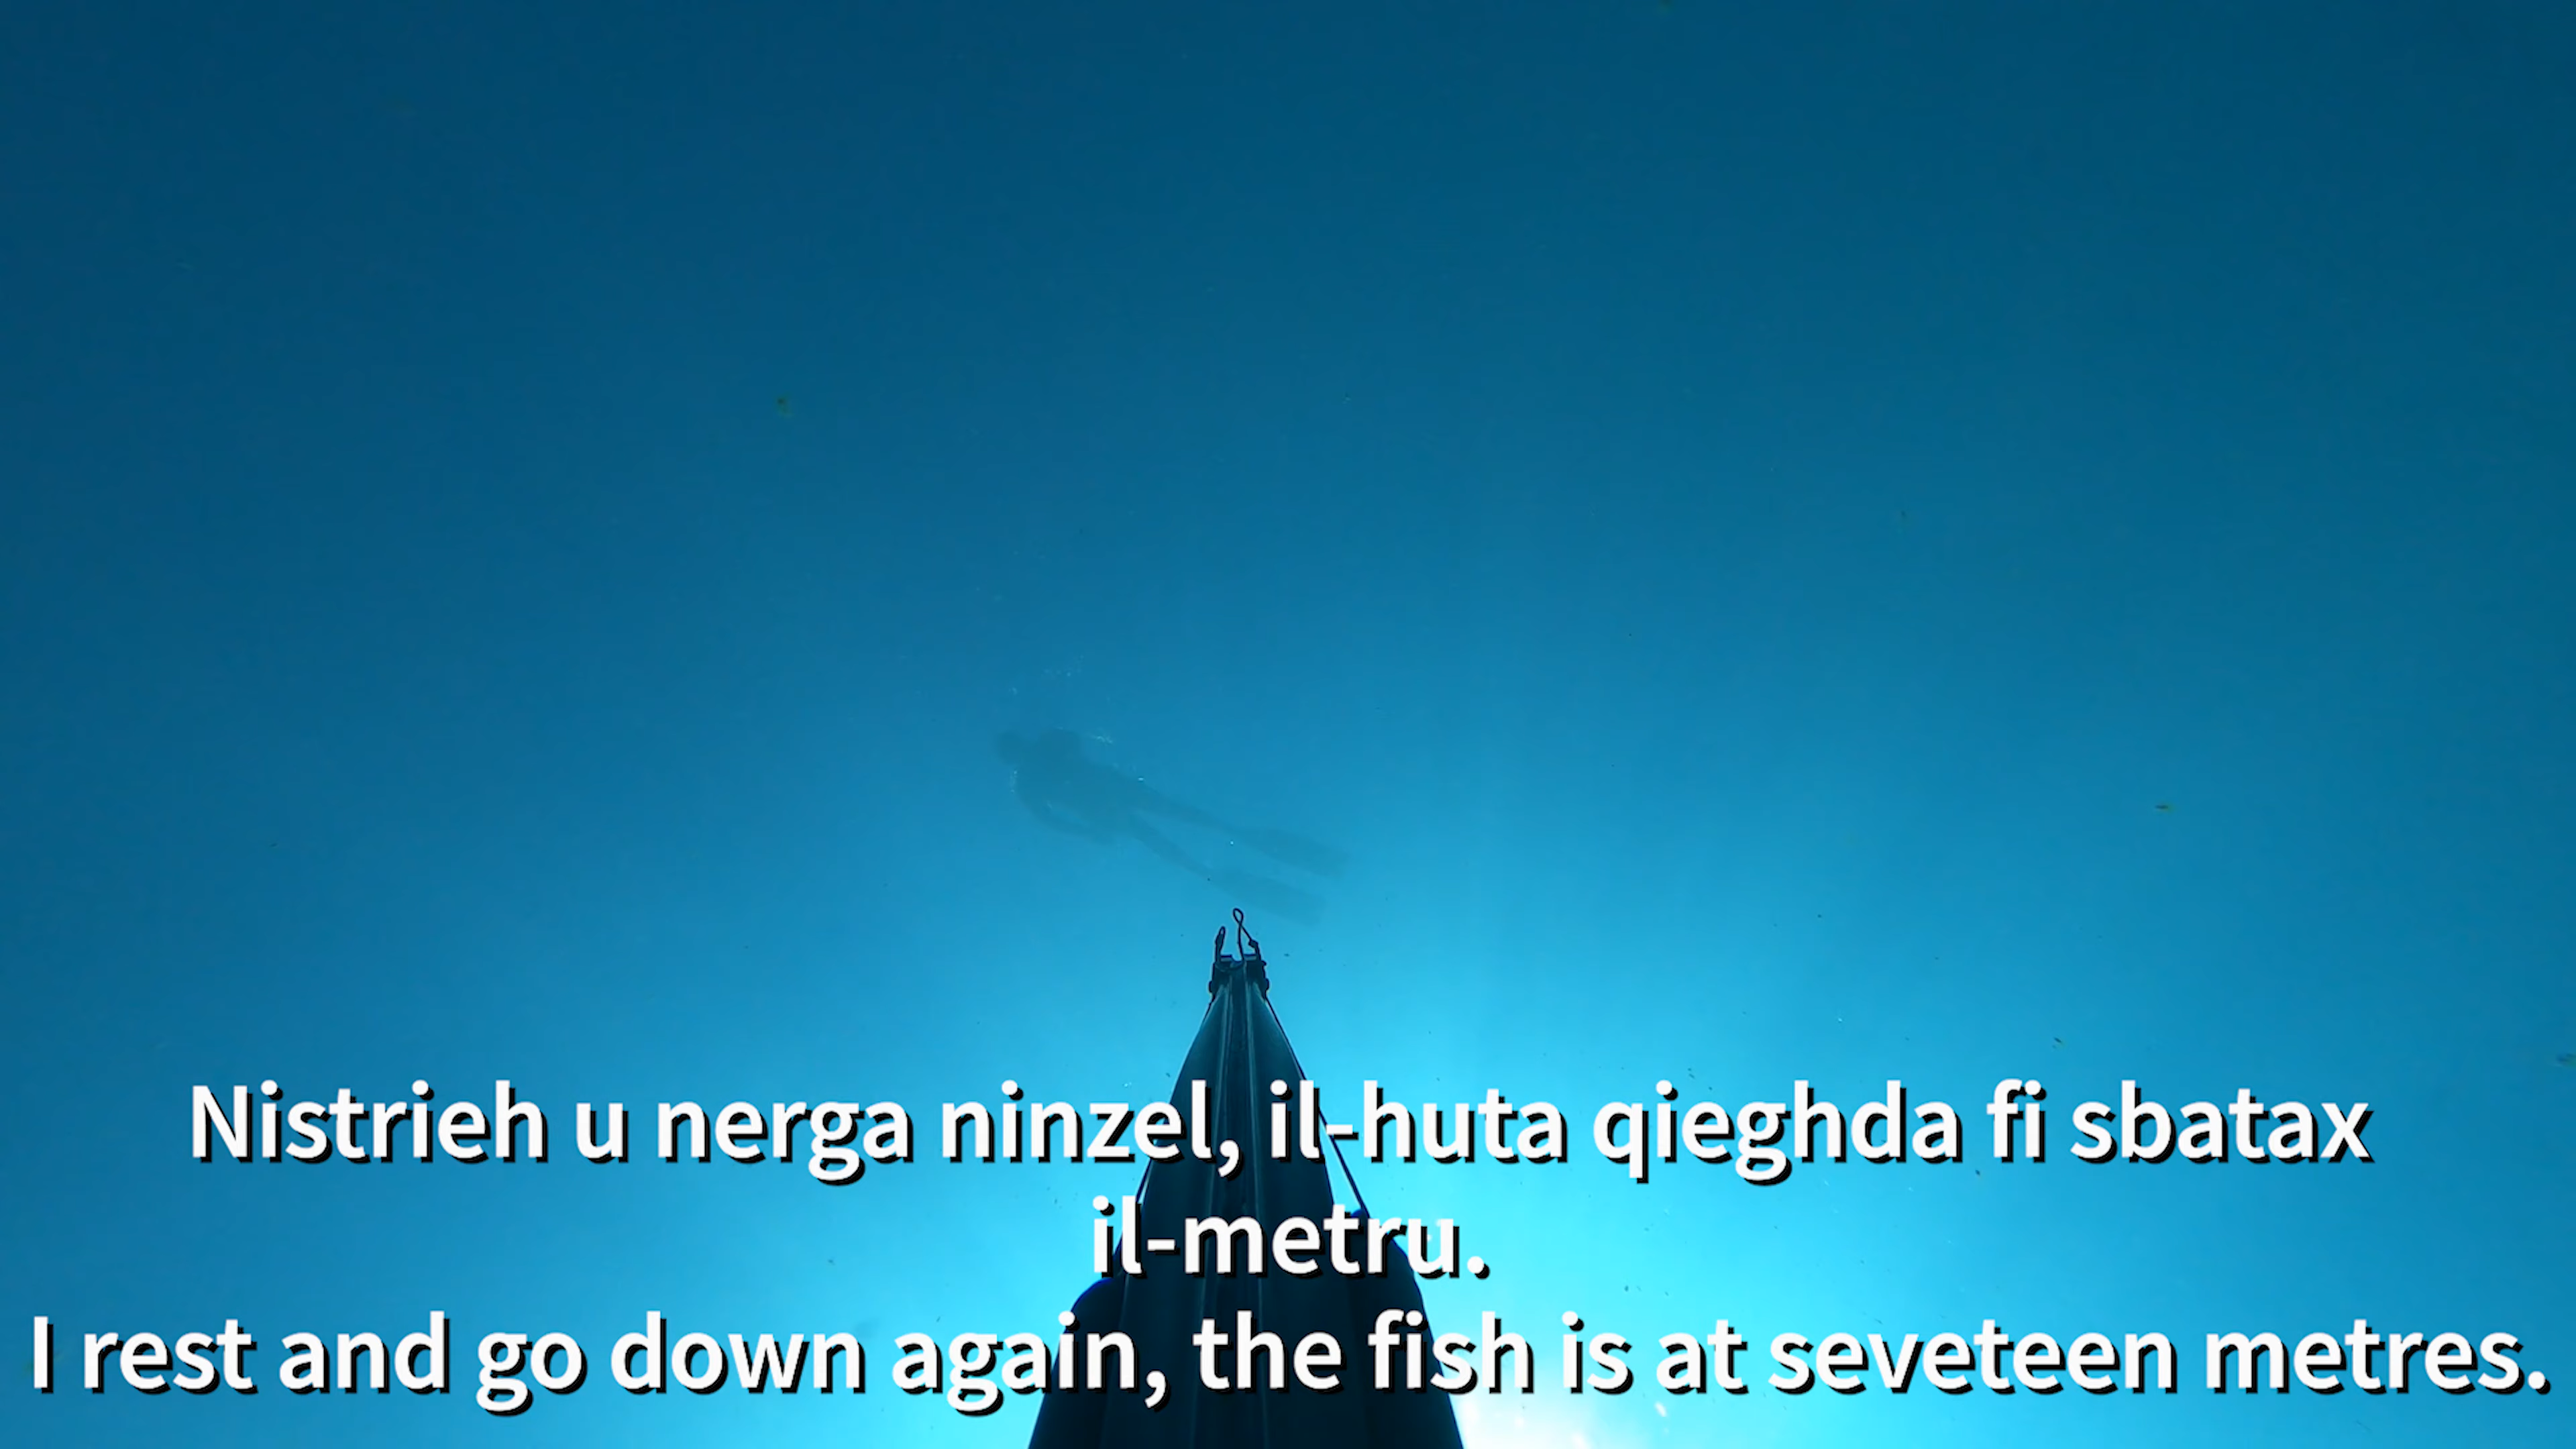 Nistrieh u nerga ninzel, il-huta qieghda fi sbatax
il-metru.
I rest and go down again, the fish is at seveteen metres.